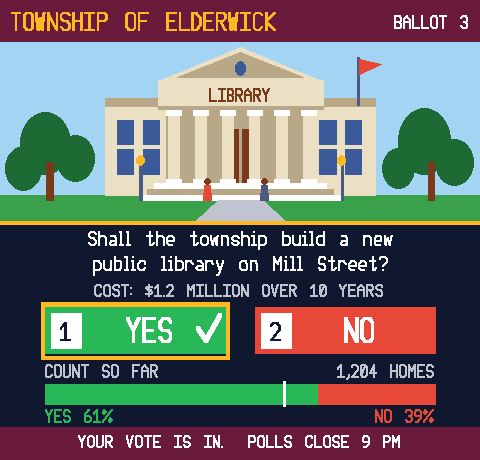 TOWNSHIP OF ELDERWICK
BALLOT 3
LIBRARY
Shall the township build a new
public library on Mill Street?
COST: $1.2 MILLION OVER 10 YEARS
1 YES ✓
2 NO
COUNT SO FAR
1,204 HOMES
YES 61%
NO 39%
YOUR VOTE IS IN. POLLS CLOSE 9 PM